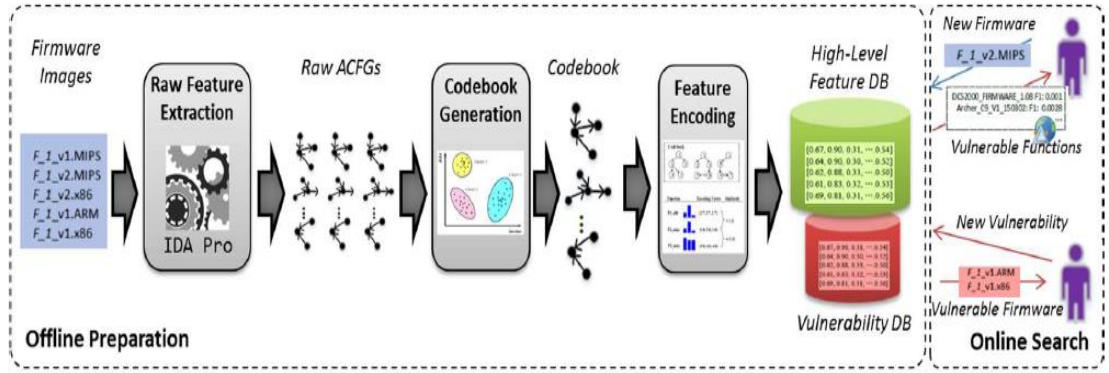 Firmware
Images
F_1_v1.MIPS
F_1_v2.MIPS
F_1_v2.x86
F_1_v1.ARM
F_1_v1.x86
Raw Feature
Extraction
IDA Pro
Raw ACFGs
Codebook
Generation
Codebook
Feature
Encoding
High-Level
Feature DB
[0.67, 0.90, 0.31, ….0.54]
[0.64, 0.90, 0.30, ….0.52]
[0.62, 0.88, 0.33, ….0.50]
[0.61, 0.83, 0.32, ….0.53]
[0.69, 0.81, 0.31, ….0.56]
Vulnerability DB
Offline Preparation
New Firmware
F_1_v2.MIPS
DCS2000_FIRMWARE_1.08 F1: 0.001
Archer_C9_V1_150302: F1: 0.0028
Vulnerable Functions
New Vulnerability
F_1_v1.ARM
F_1_v1.x86
Vulnerable Firmware
Online Search